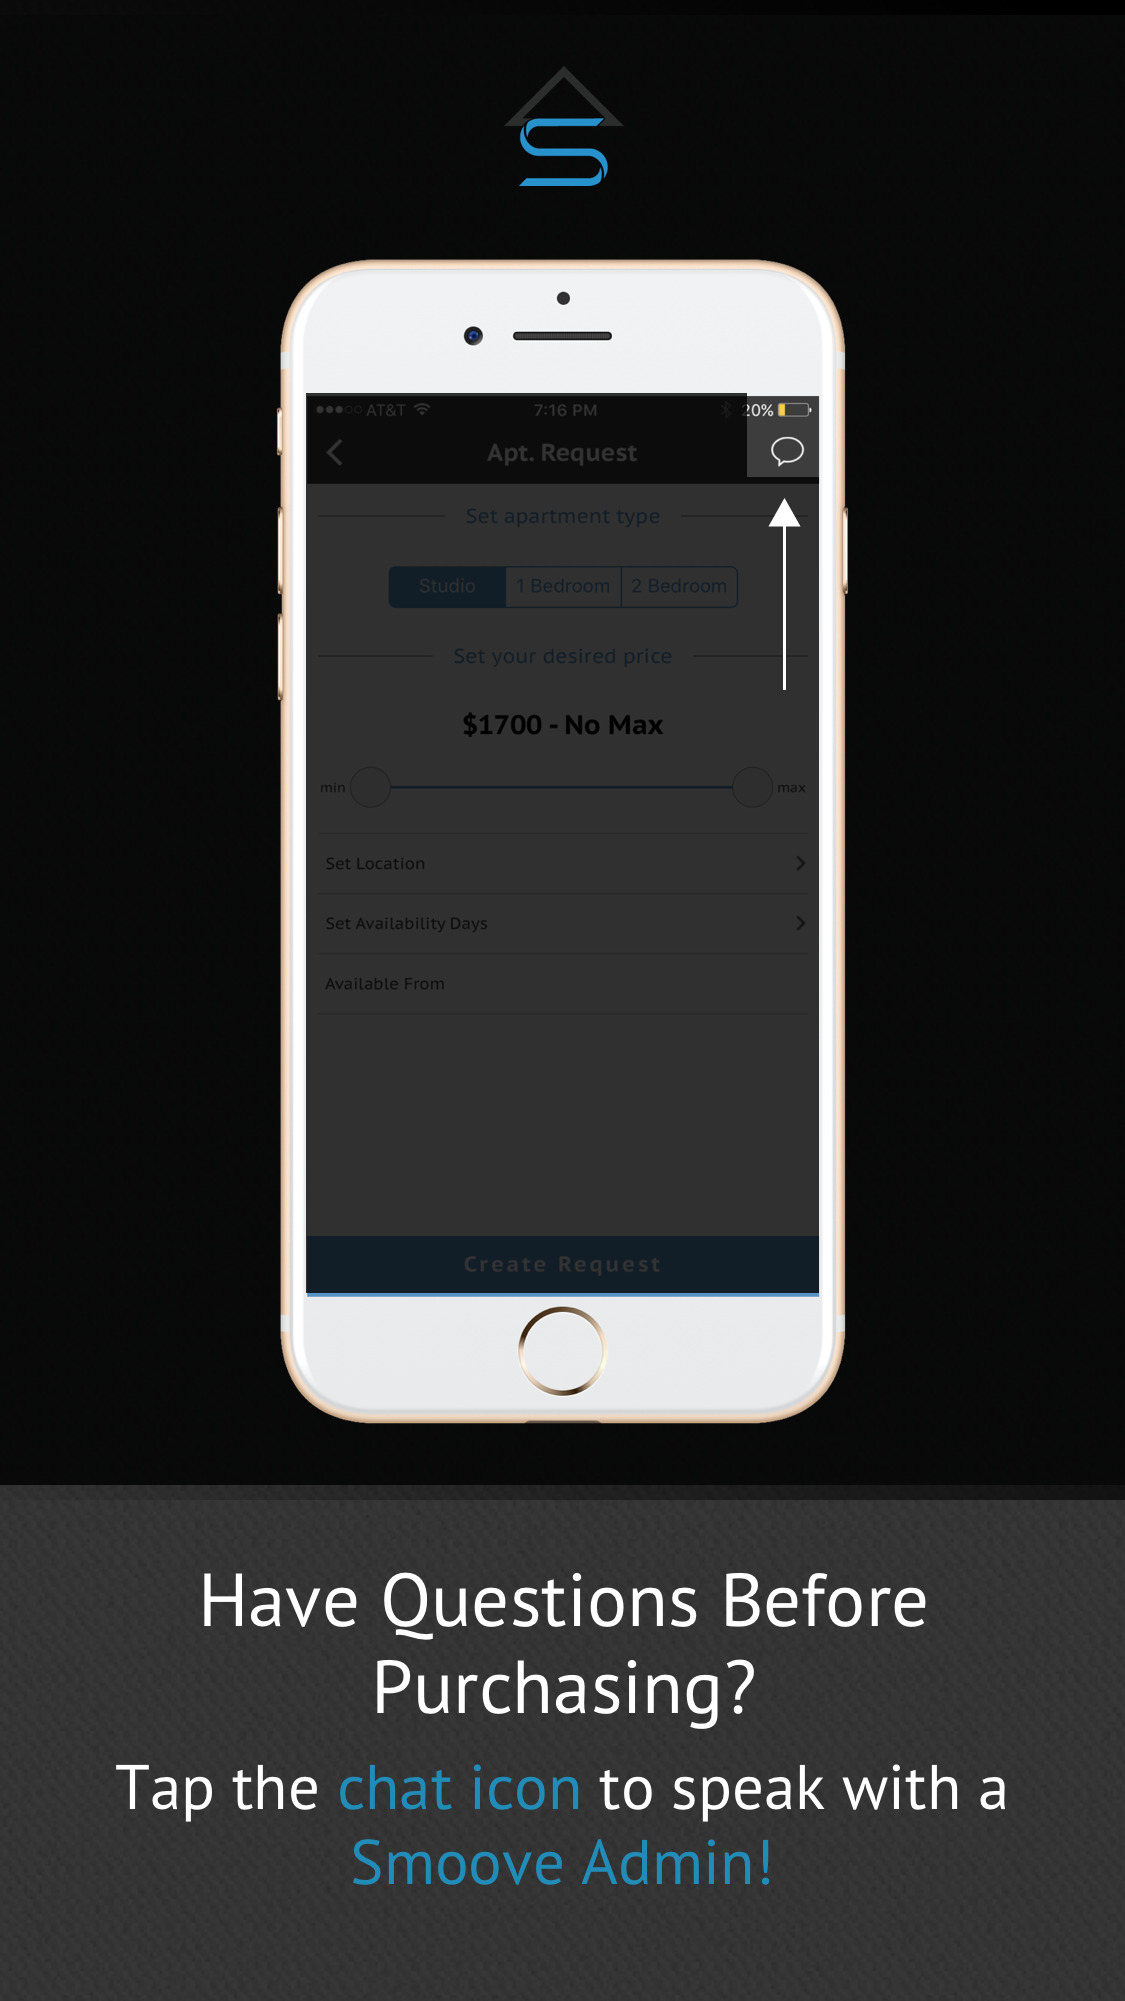 S
AT&T 7:16 PM 20%
Apt. Request
Set apartment type
Studio 1 Bedroom 2 Bedroom
Set your desired price
$1700 - No Max
min max
Set Location
Set Availability Days
Available From
Create Request
Have Questions Before
Purchasing?
Tap the chat icon to speak with a
Smoove Admin!